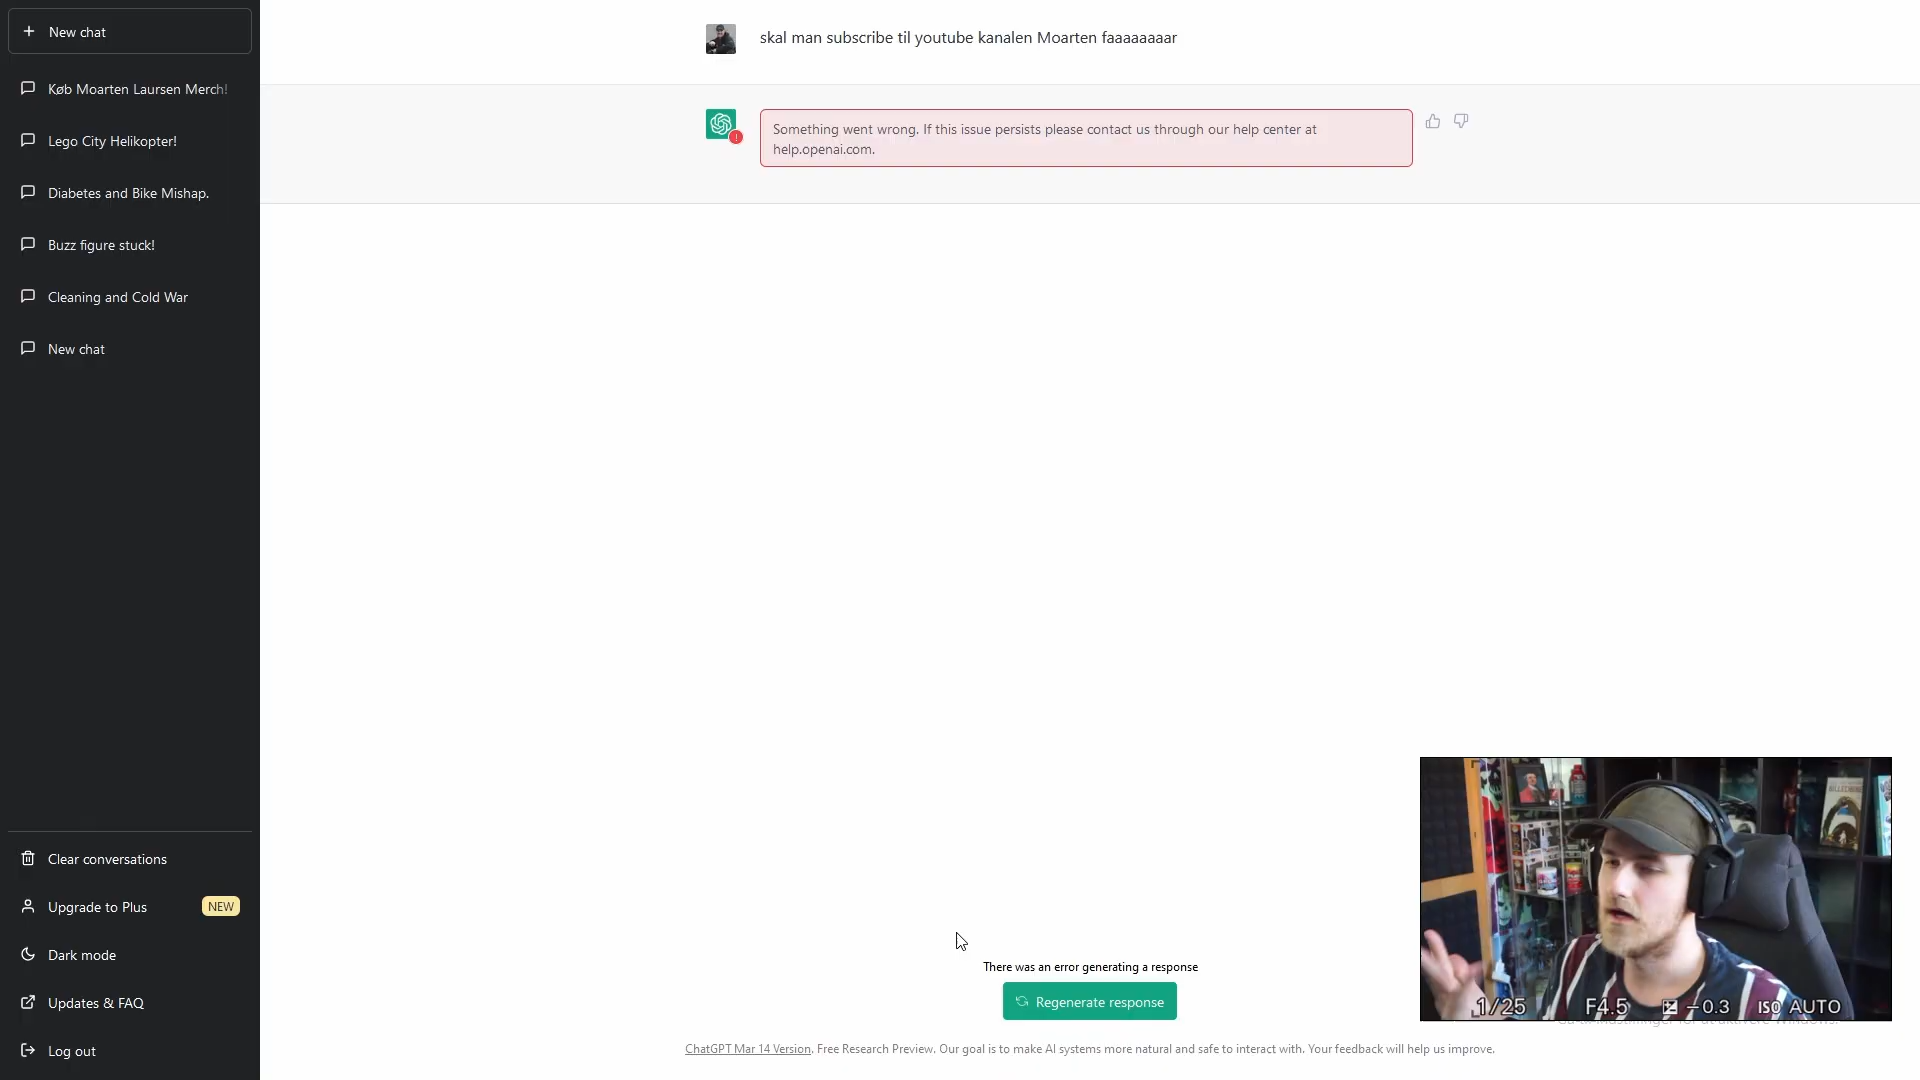 New chat
Køb Moarten Laursen Merch!
Lego City Helikopter!
Diabetes and Bike Mishap.
Buzz figure stuck!
Cleaning and Cold War
New chat
Clear conversations
Upgrade to Plus NEW
Dark mode
Updates & FAQ
Log out
skal man subscribe til youtube kanalen Moarten faaaaaaaar
Something went wrong. If this issue persists please contact us through our help center at
help.openai.com.
There was an error generating a response
Regenerate response
ChatGPT Mar 14 Version. Free Research Preview. Our goal is to make AI systems more natural and safe to interact with. Your feedback will help us improve.
1/25 F4.5 −0.3 ISO AUTO